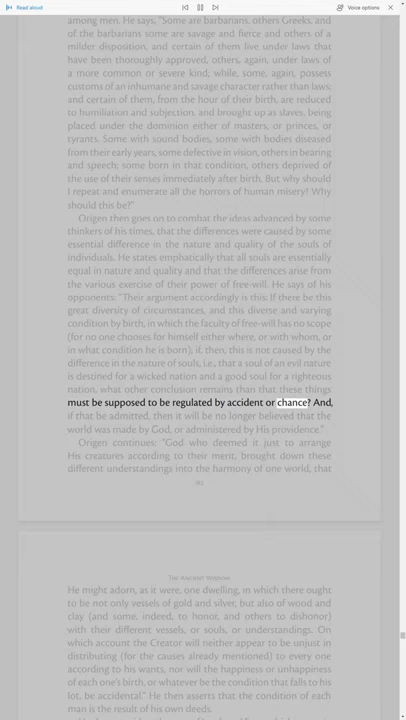 Read aloud
Voice options
among men. He says, "Some are barbarians, others Greeks, and
of the barbarians some are savage and fierce and others of a
milder disposition, and certain of them live under laws that
have been thoroughly approved, others, again, under laws of
a more common or severe kind; while, some, again, possess
customs of an inhumane and savage character rather than laws;
and certain of them, from the hour of their birth, are reduced
to humiliation and subjection, and brought up as slaves, being
placed under the dominion either of masters, or princes, or
tyrants. Some with sound bodies, some with bodies diseased
from their early years, some defective in vision, others in bearing
and speech; some born in that condition, others deprived of
the use of their senses immediately after birth. But why should
I repeat and enumerate all the horrors of human misery? Why
should this be?"
Origen then goes on to combat the ideas advanced by some
thinkers of his times, that the differences were caused by some
essential difference in the nature and quality of the souls of
individuals. He states emphatically that all souls are essentially
equal in nature and quality and that the differences arise from
the various exercise of their power of free-will. He says of his
opponents: "Their argument accordingly is this: If there be this
great diversity of circumstances, and this diverse and varying
condition by birth, in which the faculty of free-will has no scope
(for no one chooses for himself either where, or with whom, or
in what condition he is born); if, then, this is not caused by the
difference in the nature of souls, i.e., that a soul of an evil nature
is destined for a wicked nation and a good soul for a righteous
nation, what other conclusion remains than that these things
must be supposed to be regulated by accident or chance? And,
if that be admitted, then it will be no longer believed that the
world was made by God, or administered by His providence."
Origen continues: "God who deemed it just to arrange
His creatures according to their merit, brought down these
different understandings into the harmony of one world, that
The Ancient Wisdom
He might adorn, as it were, one dwelling, in which there ought
to be not only vessels of gold and silver, but also of wood and
clay (and some, indeed, to honor, and others to dishonor)
with their different vessels, or souls, or understandings. On
which account the Creator will neither appear to be unjust in
distributing (for the causes already mentioned) to every one
according to his wants, nor will the happiness or unhappiness
of each one's birth, or whatever be the condition that falls to his
lot, be accidental." He then asserts that the condition of each
man is the result of his own deeds.